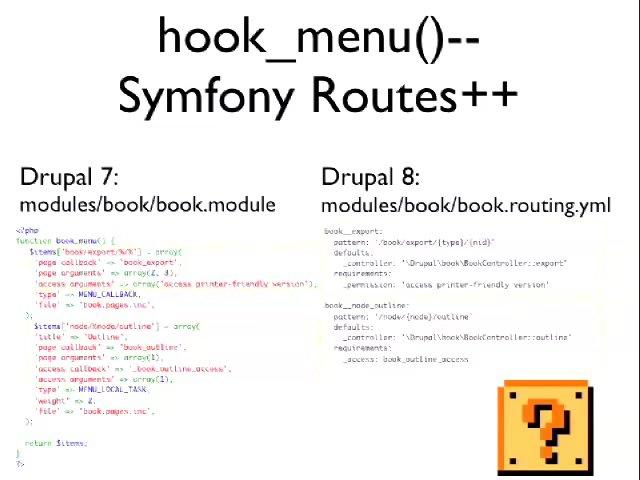 hook_menu()--
Symfony Routes++
Drupal 7:
modules/book/book.module
<?php
function book_menu() {
$items['book/export/%/%'] = array(
'page callback' => 'book_export',
'page arguments' => array(2, 3),
'access arguments' => array('access printer-friendly version'),
'type' => MENU_CALLBACK,
'file' => 'book.pages.inc',
);
$items['node/%node/outline'] = array(
'title' => 'Outline',
'page callback' => 'book_outline',
'page arguments' => array(1),
'access callback' => '_book_outline_access',
'access arguments' => array(1),
'type' => MENU_LOCAL_TASK,
'weight' => 2,
'file' => 'book.pages.inc',
);
return $items;
}
?>
Drupal 8:
modules/book/book.routing.yml
book__export:
pattern: '/book/export/{type}/{nid}'
defaults:
_controller: '\Drupal\book\BookController::export'
requirements:
_permission: 'access printer-friendly version'
book__node_outline:
pattern: '/node/{node}/outline'
defaults:
_controller: '\Drupal\book\BookController::outline'
requirements:
_access: book_outline_access
?